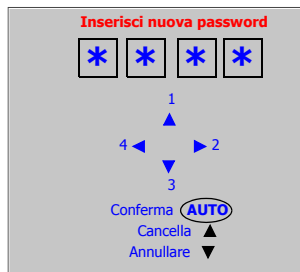 Inserisci nuova password
* * * *
1
4 2
3
Conferma AUTO
Cancella
Annullare